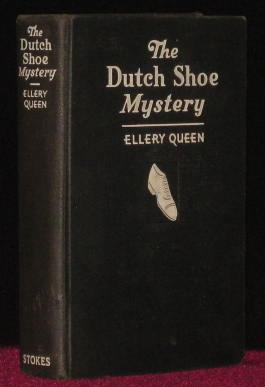 The
Dutch Shoe
Mystery
ELLERY
QUEEN
STOKES
The
Dutch Shoe
Mystery
ELLERY QUEEN